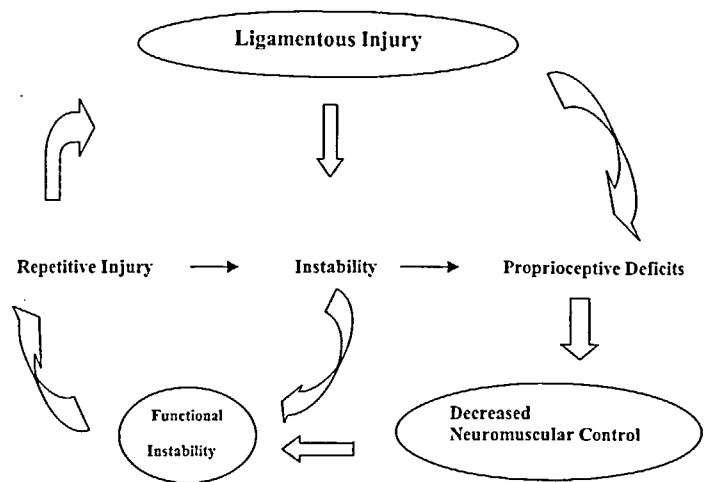 Ligamentous Injury
Repetitive Injury
Instability
Proprioceptive Deficits
Functional
Instability
Decreased
Neuromuscular Control